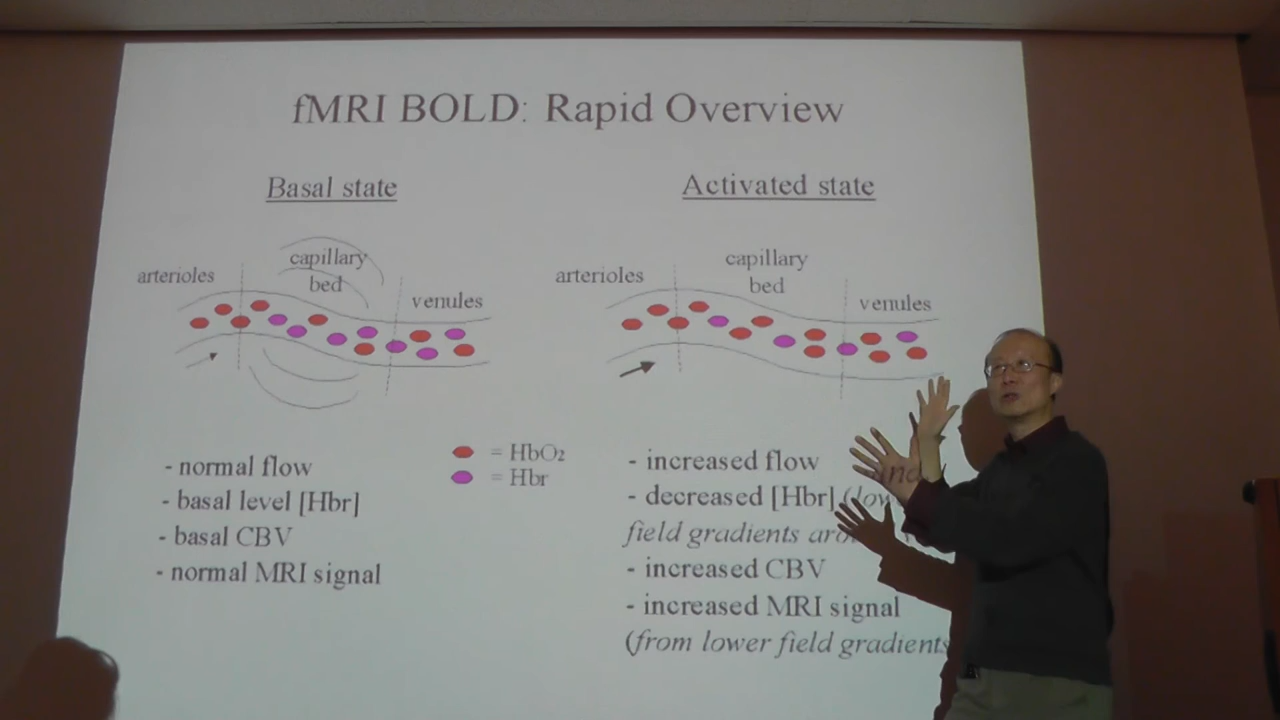 fMRI BOLD: Rapid Overview
Basal state
arterioles
capillary
bed
venules
- normal flow
- basal level [Hbr]
- basal CBV
- normal MRI signal
= HbO₂
= Hbr
Activated state
arterioles
capillary
bed
venules
- increased flow
- decreased [Hbr] (
field gradients
- increased CBV
- increased MRI signal
(from lower field gradients